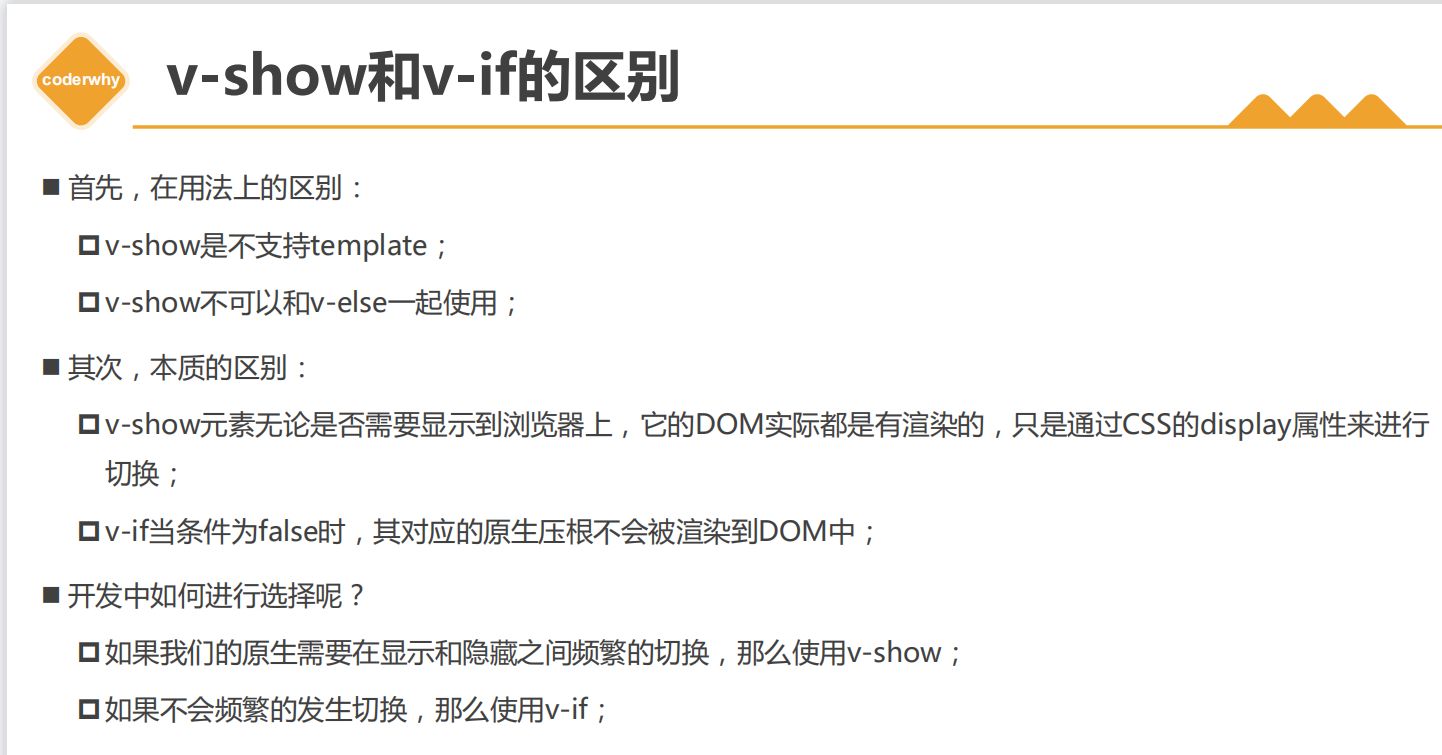 coderwhy
v-show和v-if的区别
首先，在用法上的区别：
v-show是不支持template；
v-show不可以和v-else一起使用；
其次，本质的区别：
v-show元素无论是否需要显示到浏览器上，它的DOM实际都是有渲染的，只是通过CSS的display属性来进行
切换；
v-if当条件为false时，其对应的原生压根不会被渲染到DOM中；
开发中如何进行选择呢？
如果我们的原生需要在显示和隐藏之间频繁的切换，那么使用v-show；
如果不会频繁的发生切换，那么使用v-if；